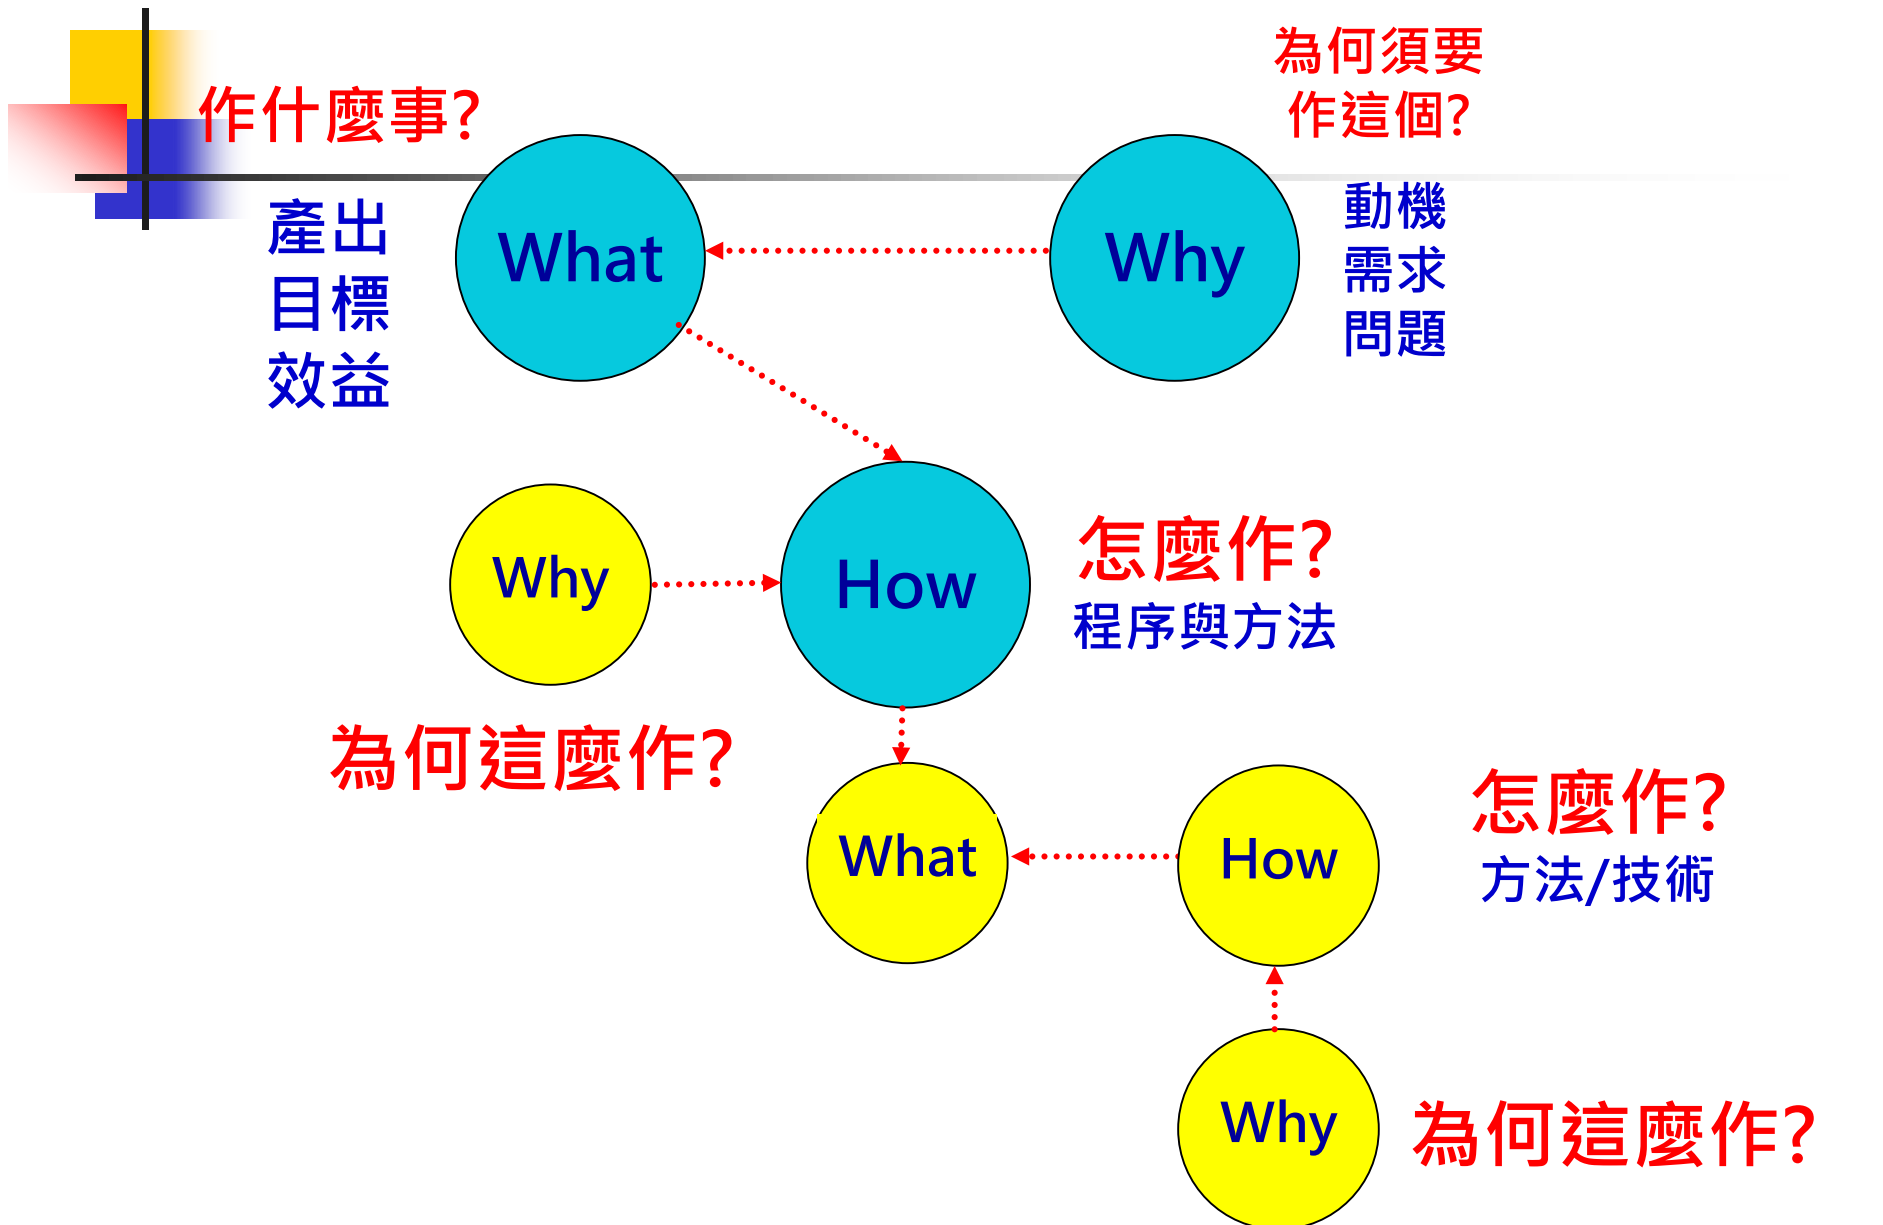 為何須要
作這個?
作什麼事?
產出
目標
效益
What
Why
動機
需求
問題
Why
How
怎麼作?
程序與方法
為何這麼作?
What
How
怎麼作?
方法/技術
Why
為何這麼作?